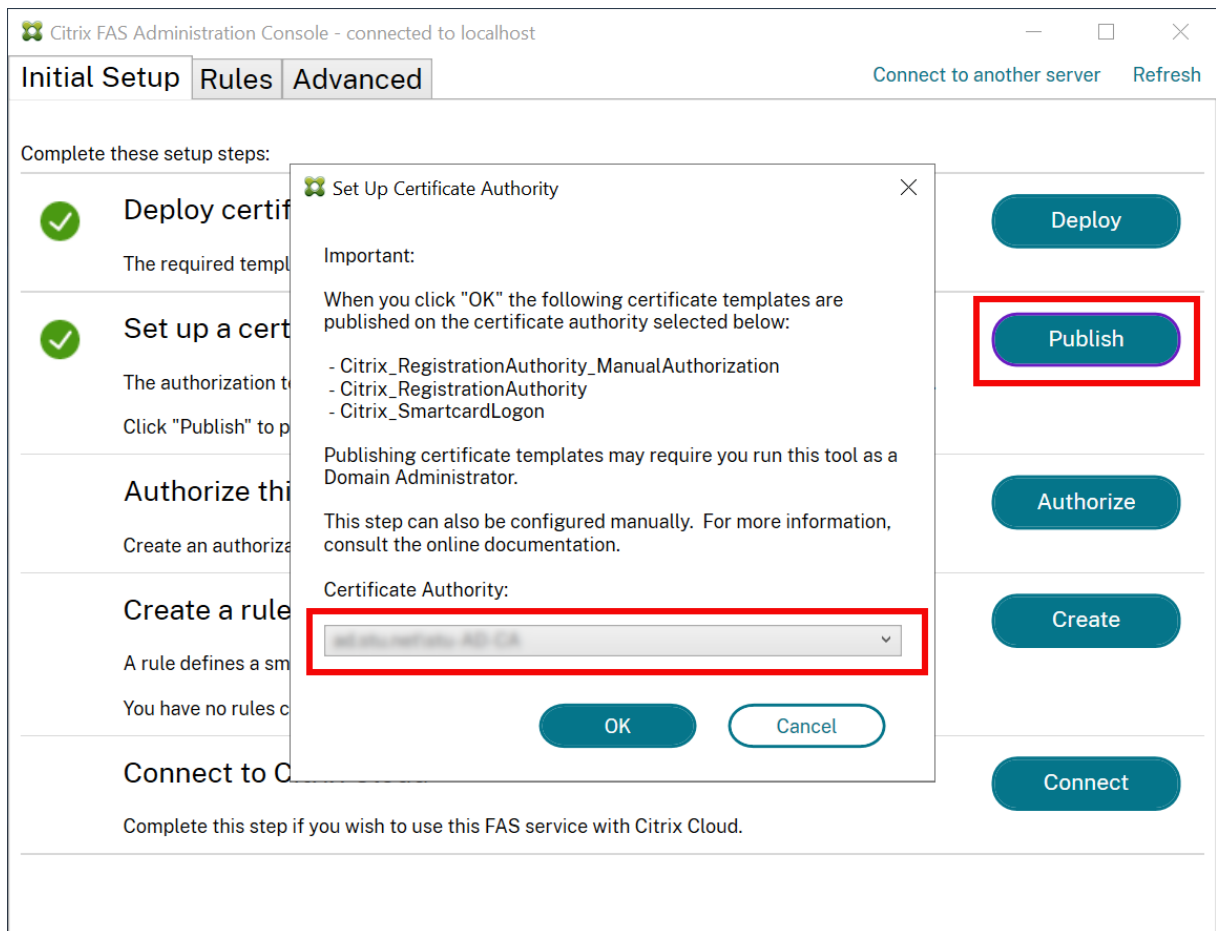 Citrix FAS Administration Console - connected to localhost
Initial Setup Rules Advanced Connect to another server Refresh
Complete these setup steps:
Deploy certif
The required templ
Deploy
Set up a cert
The authorization t
Click "Publish" to p
Publish
Authorize thi
Create an authoriza
Authorize
Create a rule
A rule defines a sm
You have no rules c
Create
Connect to C
Complete this step if you wish to use this FAS service with Citrix Cloud.
Connect
Set Up Certificate Authority
Important:
When you click "OK" the following certificate templates are
published on the certificate authority selected below:
- Citrix_RegistrationAuthority_ManualAuthorization
- Citrix_RegistrationAuthority
- Citrix_SmartcardLogon
Publishing certificate templates may require you run this tool as a
Domain Administrator.
This step can also be configured manually. For more information,
consult the online documentation.
Certificate Authority:
OK Cancel